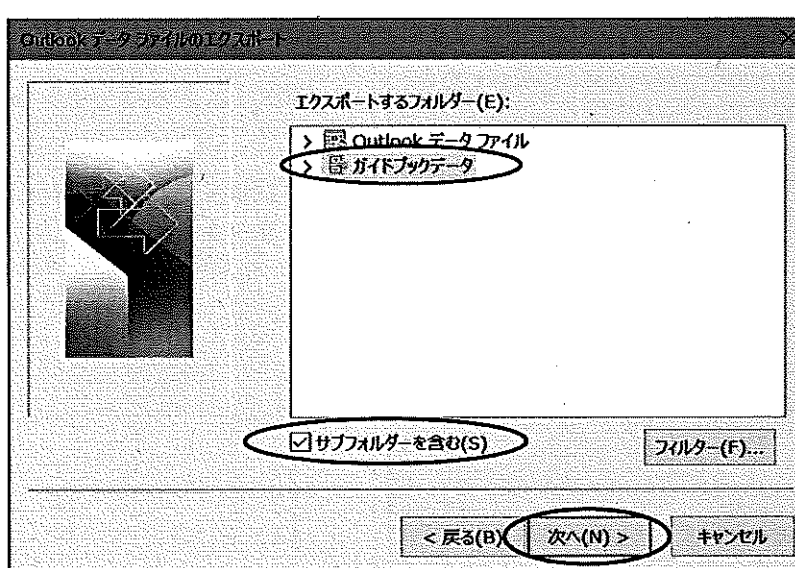 Outlook データ ファイルのエクスポート
エクスポートするフォルダー(E):
> Outlook データ ファイル
> ガイドブックデータ
サブフォルダーを含む(S)
フィルター(F)...
< 戻る(B)
次へ(N) >
キャンセル